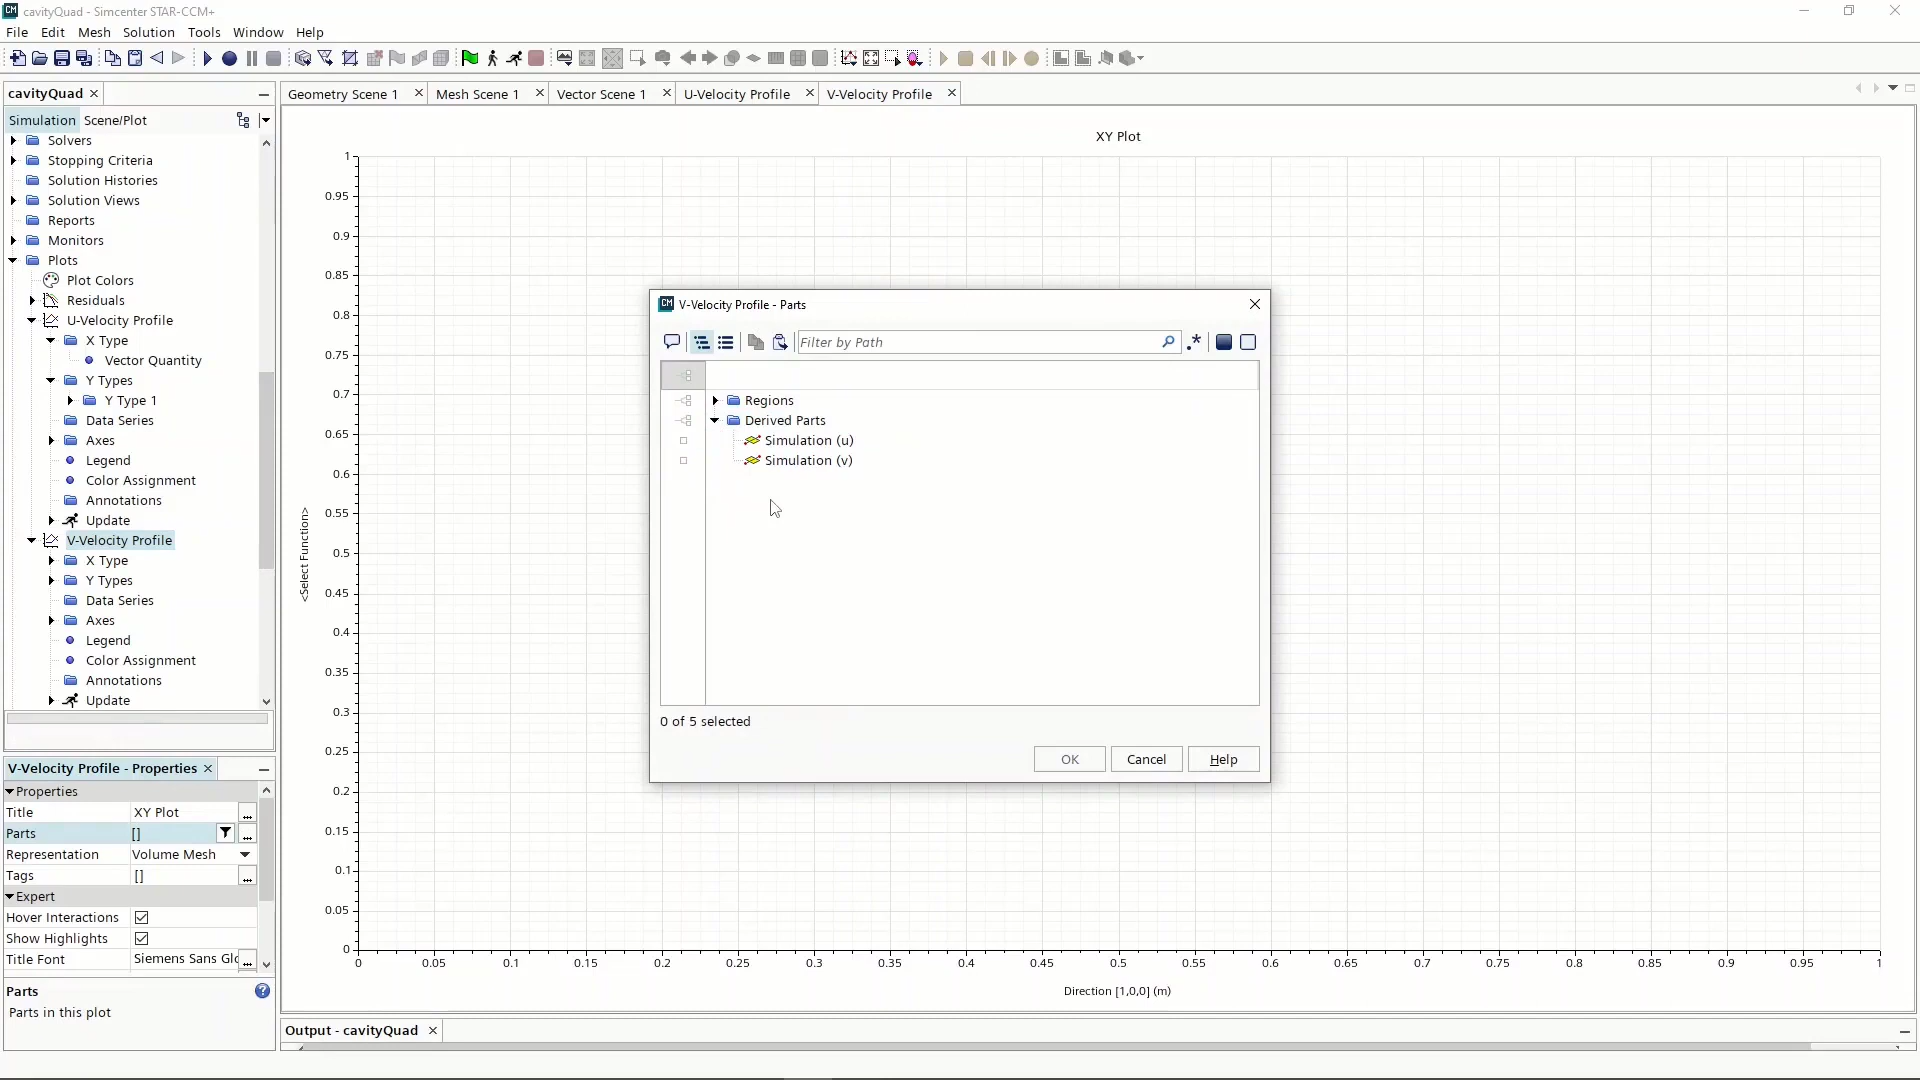 cavityQuad - Simcenter STAR-CCM+
File Edit Mesh Solution Tools Window Help
cavityQuad
Geometry Scene 1 Mesh Scene 1 Vector Scene 1 U-Velocity Profile V-Velocity Profile
Simulation Scene/Plot
Solvers
Stopping Criteria
Solution Histories
Solution Views
Reports
Monitors
Plots
Plot Colors
Residuals
U-Velocity Profile
X Type
Vector Quantity
Y Types
Y Type 1
Data Series
Axes
Legend
Color Assignment
Annotations
Update
V-Velocity Profile
X Type
Y Types
Data Series
Axes
Legend
Color Assignment
Annotations
Update
V-Velocity Profile - Properties
Properties
Title XY Plot ...
Parts [] ...
Representation Volume Mesh
Tags [] ...
Expert
Hover Interactions
Show Highlights
Title Font Siemens Sans Glo ...
Parts
Parts in this plot
XY Plot
1
0.95
0.9
0.85
0.8
0.75
0.7
0.65
0.6
0.55
0.5
0.45
0.4
0.35
0.3
0.25
0.2
0.15
0.1
0.05
0
<Select Function>
0 0.05 0.1 0.15 0.2 0.25 0.3 0.35 0.4 0.45 0.5 0.55 0.6 0.65 0.7 0.75 0.8 0.85 0.9 0.95 1
Direction [1,0,0] (m)
CM V-Velocity Profile - Parts
Filter by Path .*
Regions
Derived Parts
Simulation (u)
Simulation (v)
0 of 5 selected
OK Cancel Help
Output - cavityQuad